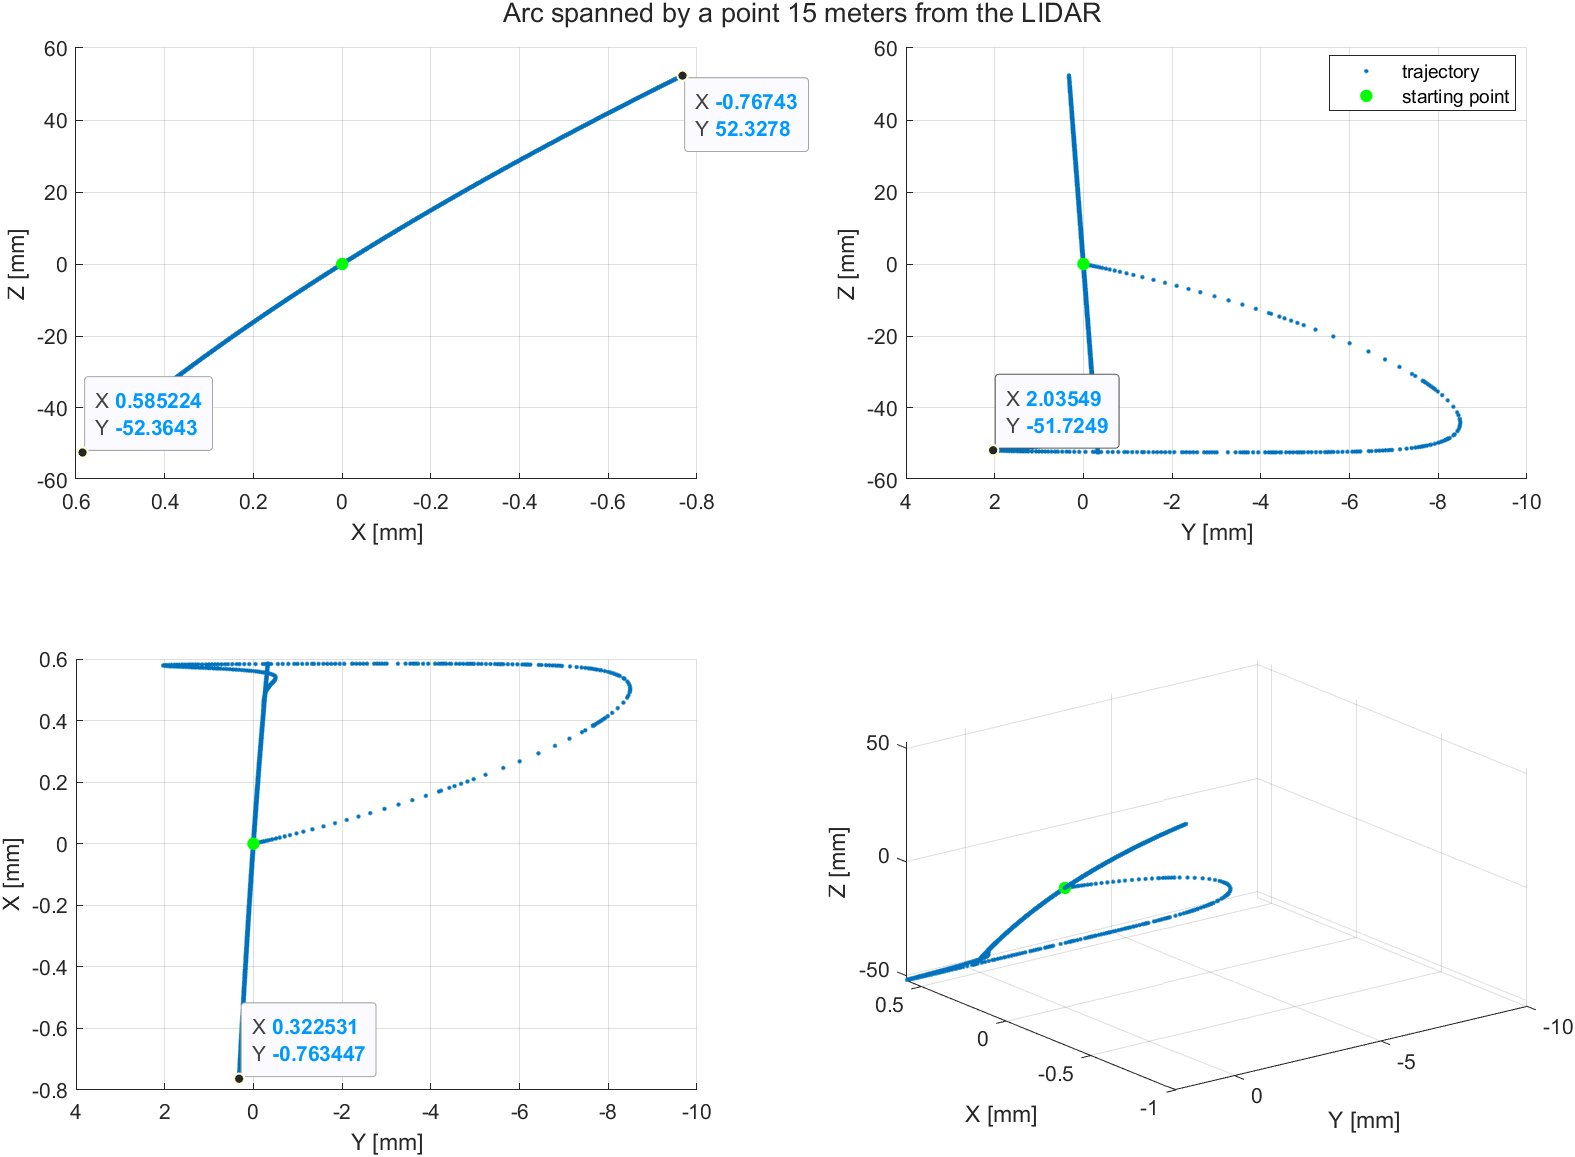 Arc spanned by a point 15 meters from the LIDAR
60
40
20
0
-20
-40
-60
Z [mm]
0.6
0.4
0.2
0
-0.2
-0.4
-0.6
-0.8
X [mm]
X -0.76743
Y 52.3278
X 0.585224
Y -52.3643
60
40
20
0
-20
-40
-60
Z [mm]
4
2
0
-2
-4
-6
-8
-10
Y [mm]
trajectory
starting point
X 2.03549
Y -51.7249
0.6
0.4
0.2
0
-0.2
-0.4
-0.6
-0.8
X [mm]
4
2
0
-2
-4
-6
-8
-10
Y [mm]
X 0.322531
Y -0.763447
50
0
-50
Z [mm]
0.5
0
-0.5
-1
X [mm]
0
-5
-10
Y [mm]